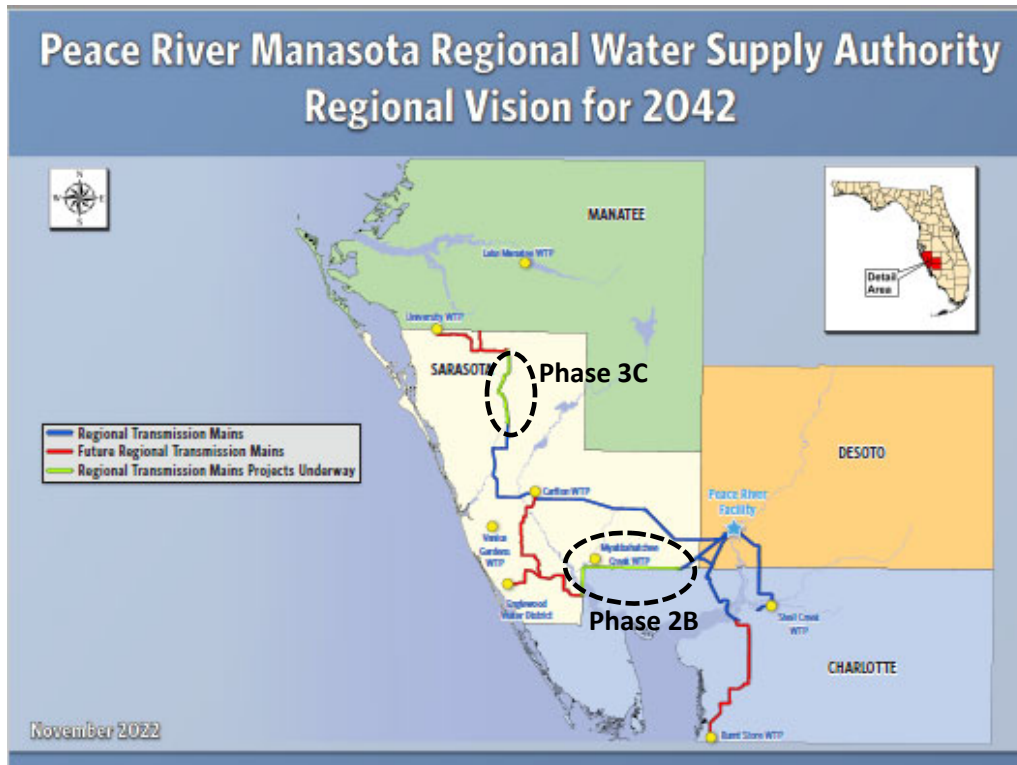 Peace River Manasota Regional Water Supply Authority
Regional Vision for 2042
N
W
E
S
MANATEE
Lake Manatee WTP
Detail
Area
University WTP
SARASOTA
Phase 3C
Regional Transmission Mains
Future Regional Transmission Mains
Regional Transmission Mains Projects Underway
DESOTO
Carlton WTP
Peace River
Facility
Venice
Gardens
WTP
Myakkahatchee
Creek WTP
Englewood
Water District
Phase 2B
Shell Creek
WTP
CHARLOTTE
November 2022
Burnt Store WTP